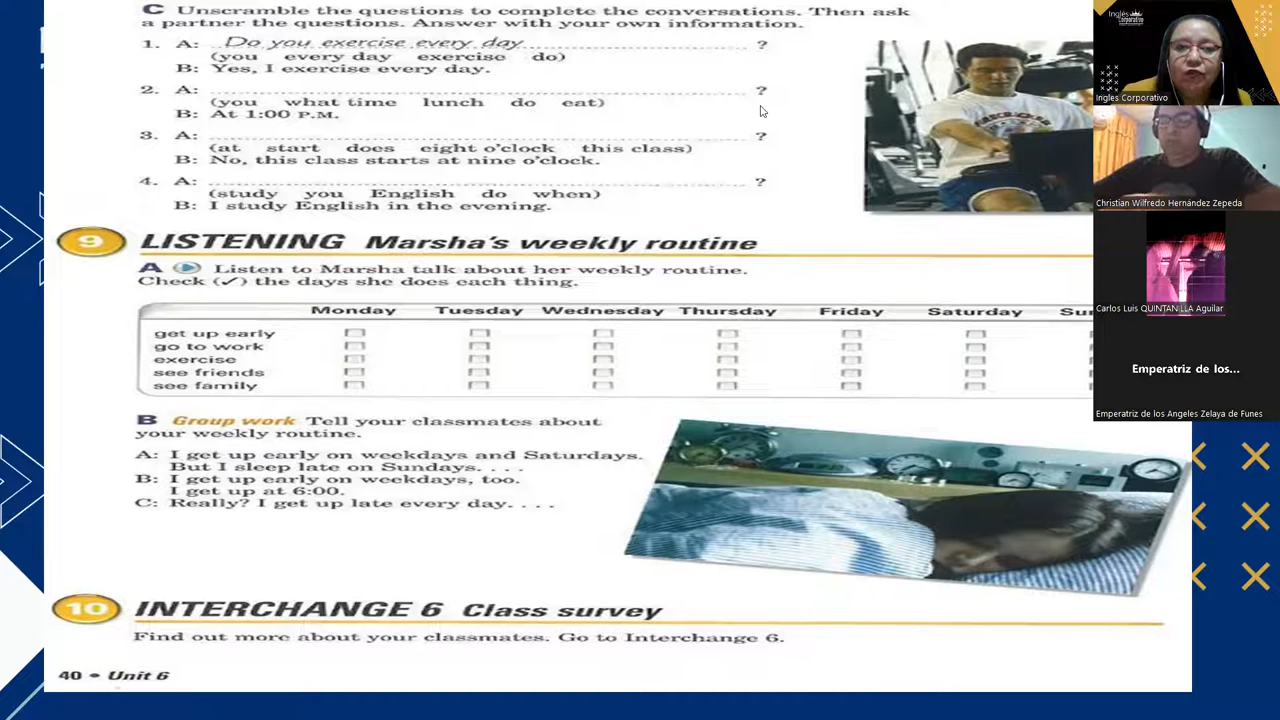 C Unscramble the questions to complete the conversations. Then ask
a partner the questions. Answer with your own information.
1. A: Do you exercise every day ?
(you every day exercise do)
B: Yes, I exercise every day.
2. A: ?
(you what time lunch do eat)
B: At 1:00 P.M.
3. A: ?
(at start does eight o'clock this class)
B: No, this class starts at nine o'clock.
4. A: ?
(study you English do when)
B: I study English in the evening.
9 LISTENING Marsha's weekly routine
A Listen to Marsha talk about her weekly routine.
Check (✓) the days she does each thing.
Monday Tuesday Wednesday Thursday Friday Saturday Su
get up early
go to work
exercise
see friends
see family
B Group work Tell your classmates about
your weekly routine.
A: I get up early on weekdays and Saturdays.
But I sleep late on Sundays. . . .
B: I get up early on weekdays, too.
I get up at 6:00.
C: Really? I get up late every day. . . .
10 INTERCHANGE 6 Class survey
Find out more about your classmates. Go to Interchange 6.
40 • Unit 6
Inglés
Corporativo
Ingles Corporativo
Christian Wilfredo Hernández Zepeda
Carlos Luis QUINTANILLA Aguilar
Emperatriz de los...
Emperatriz de los Angeles Zelaya de Funes